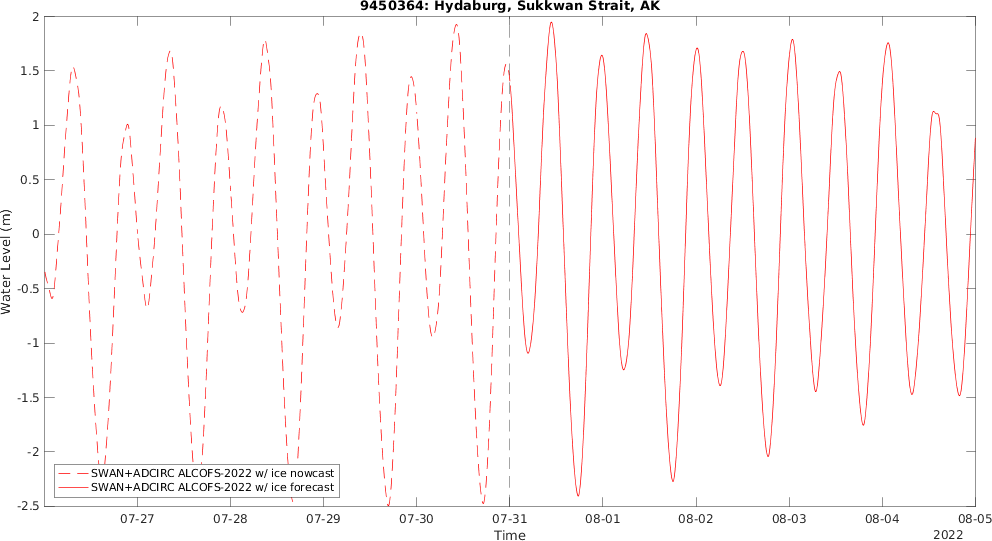 9450364: Hydaburg, Sukkwan Strait, AK
Water Level (m)
2
1.5
1
0.5
0
-0.5
-1
-1.5
-2
-2.5
SWAN+ADCIRC ALCOFS-2022 w/ ice nowcast
SWAN+ADCIRC ALCOFS-2022 w/ ice forecast
07-27 07-28 07-29 07-30 07-31 08-01 08-02 08-03 08-04 08-05
Time
2022